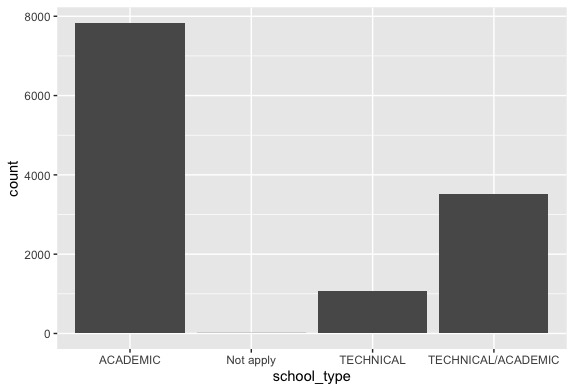 8000
6000
4000
2000
0
count
ACADEMIC
Not apply
TECHNICAL
TECHNICAL/ACADEMIC
school_type